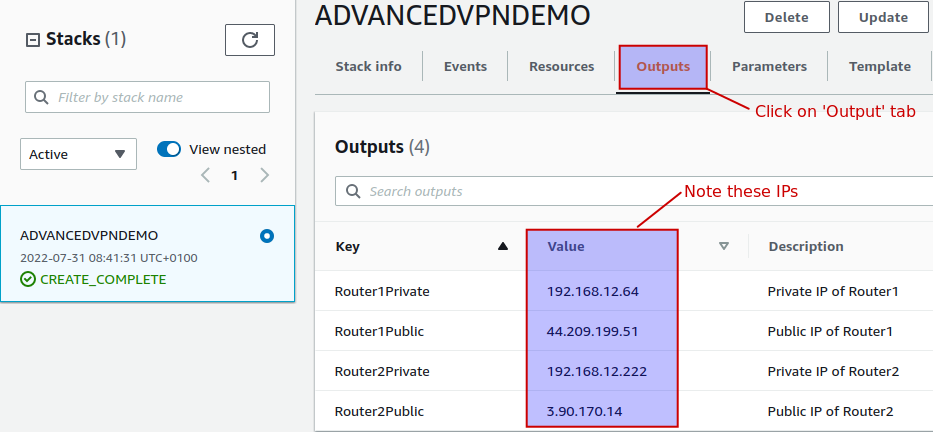 Stacks (1)
Filter by stack name
Active
View nested
1
ADVANCEDVPNDEMO
2022-07-31 08:41:31 UTC+0100
CREATE_COMPLETE
ADVANCEDVPNDEMO
Delete
Update
Stack info Events Resources Outputs Parameters Template
Click on 'Output' tab
Outputs (4)
Search outputs
Note these IPs
Key Value Description
Router1Private 192.168.12.64 Private IP of Router1
Router1Public 44.209.199.51 Public IP of Router1
Router2Private 192.168.12.222 Private IP of Router2
Router2Public 3.90.170.14 Public IP of Router2